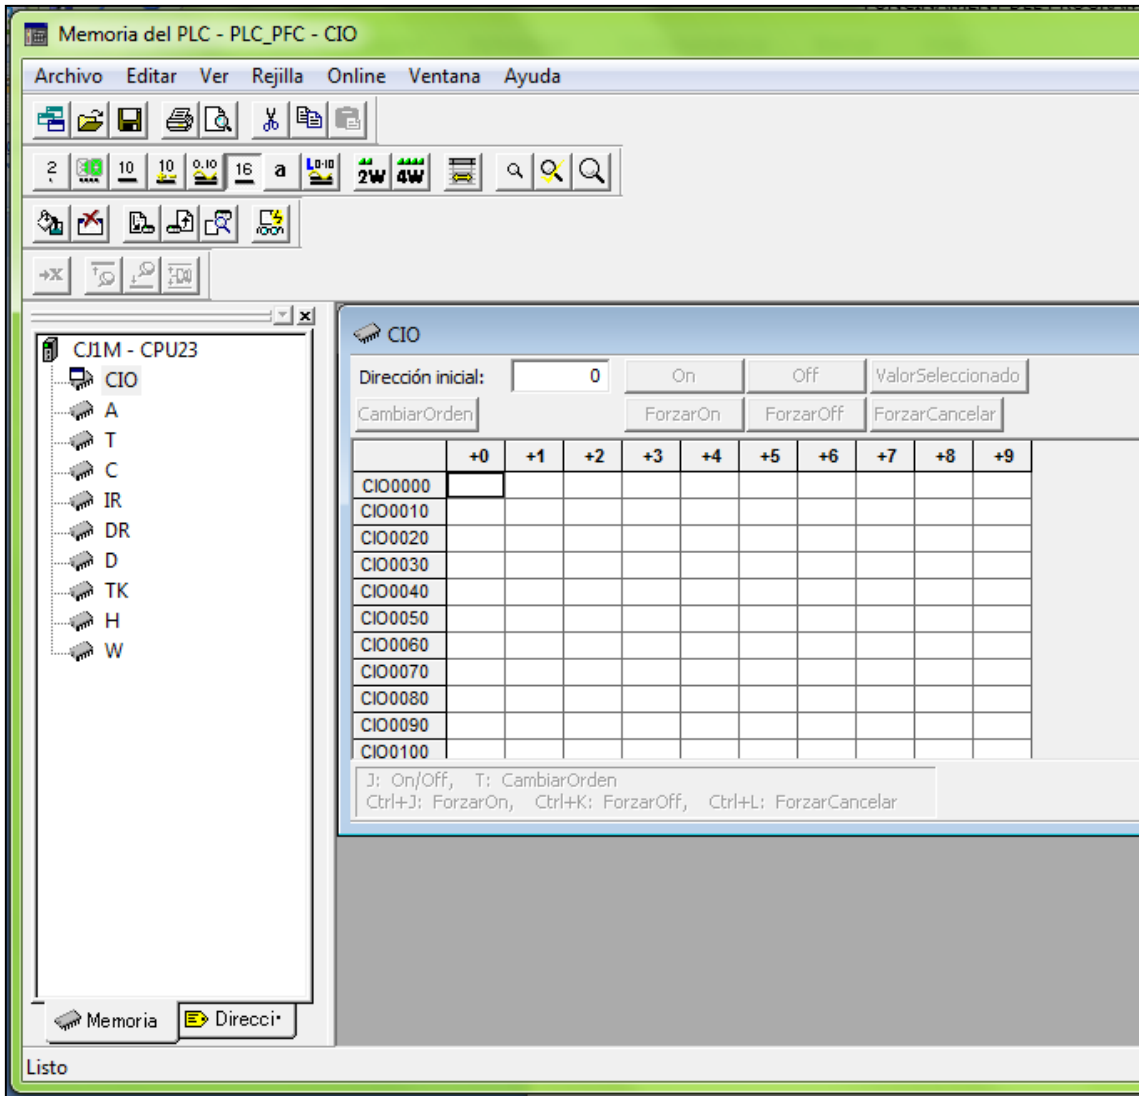 Memoria del PLC - PLC_PFC - CIO
Archivo Editar Ver Rejilla Online Ventana Ayuda
2 10 10 0.10 16 a L0-10 2W 4W
→X
CJ1M - CPU23
CIO
A
T
C
IR
DR
D
TK
H
W
Memoria Direcci
CIO
Dirección inicial: 0 On Off ValorSeleccionado
CambiarOrden ForzarOn ForzarOff ForzarCancelar
+0 +1 +2 +3 +4 +5 +6 +7 +8 +9
CIO0000
CIO0010
CIO0020
CIO0030
CIO0040
CIO0050
CIO0060
CIO0070
CIO0080
CIO0090
CIO0100
J: On/Off, T: CambiarOrden
Ctrl+J: ForzarOn, Ctrl+K: ForzarOff, Ctrl+L: ForzarCancelar
Listo